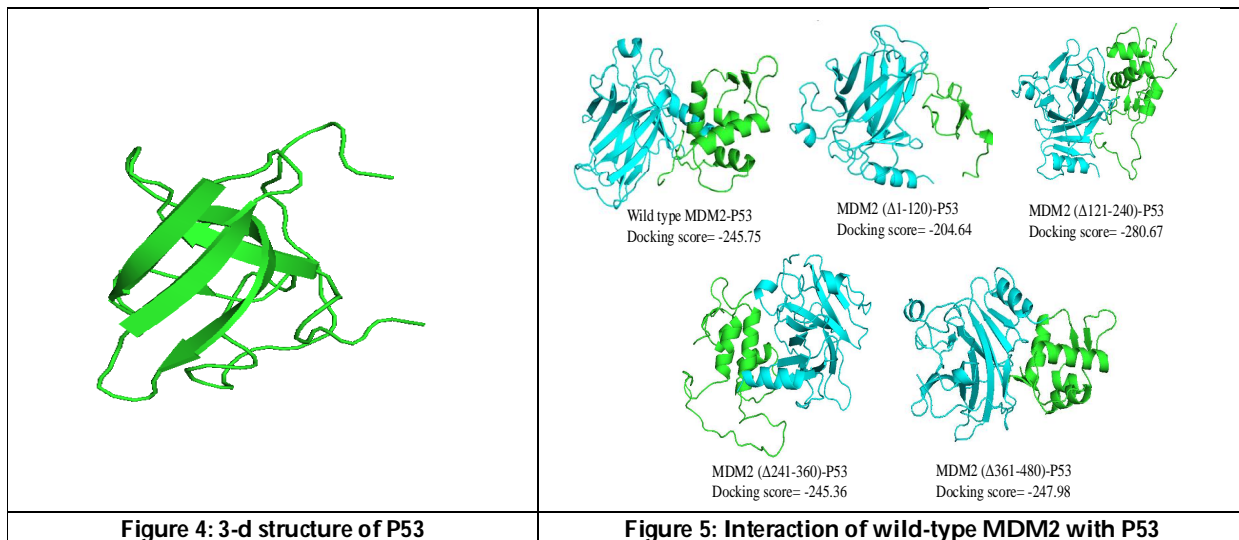 Wild type MDM2-P53
Docking score= -245.75
MDM2 (Δ1-120)-P53
Docking score= -204.64
MDM2 (Δ121-240)-P53
Docking score= -280.67
MDM2 (Δ241-360)-P53
Docking score= -245.36
MDM2 (Δ361-480)-P53
Docking score= -247.98
Figure 4: 3-d structure of P53
Figure 5: Interaction of wild-type MDM2 with P53